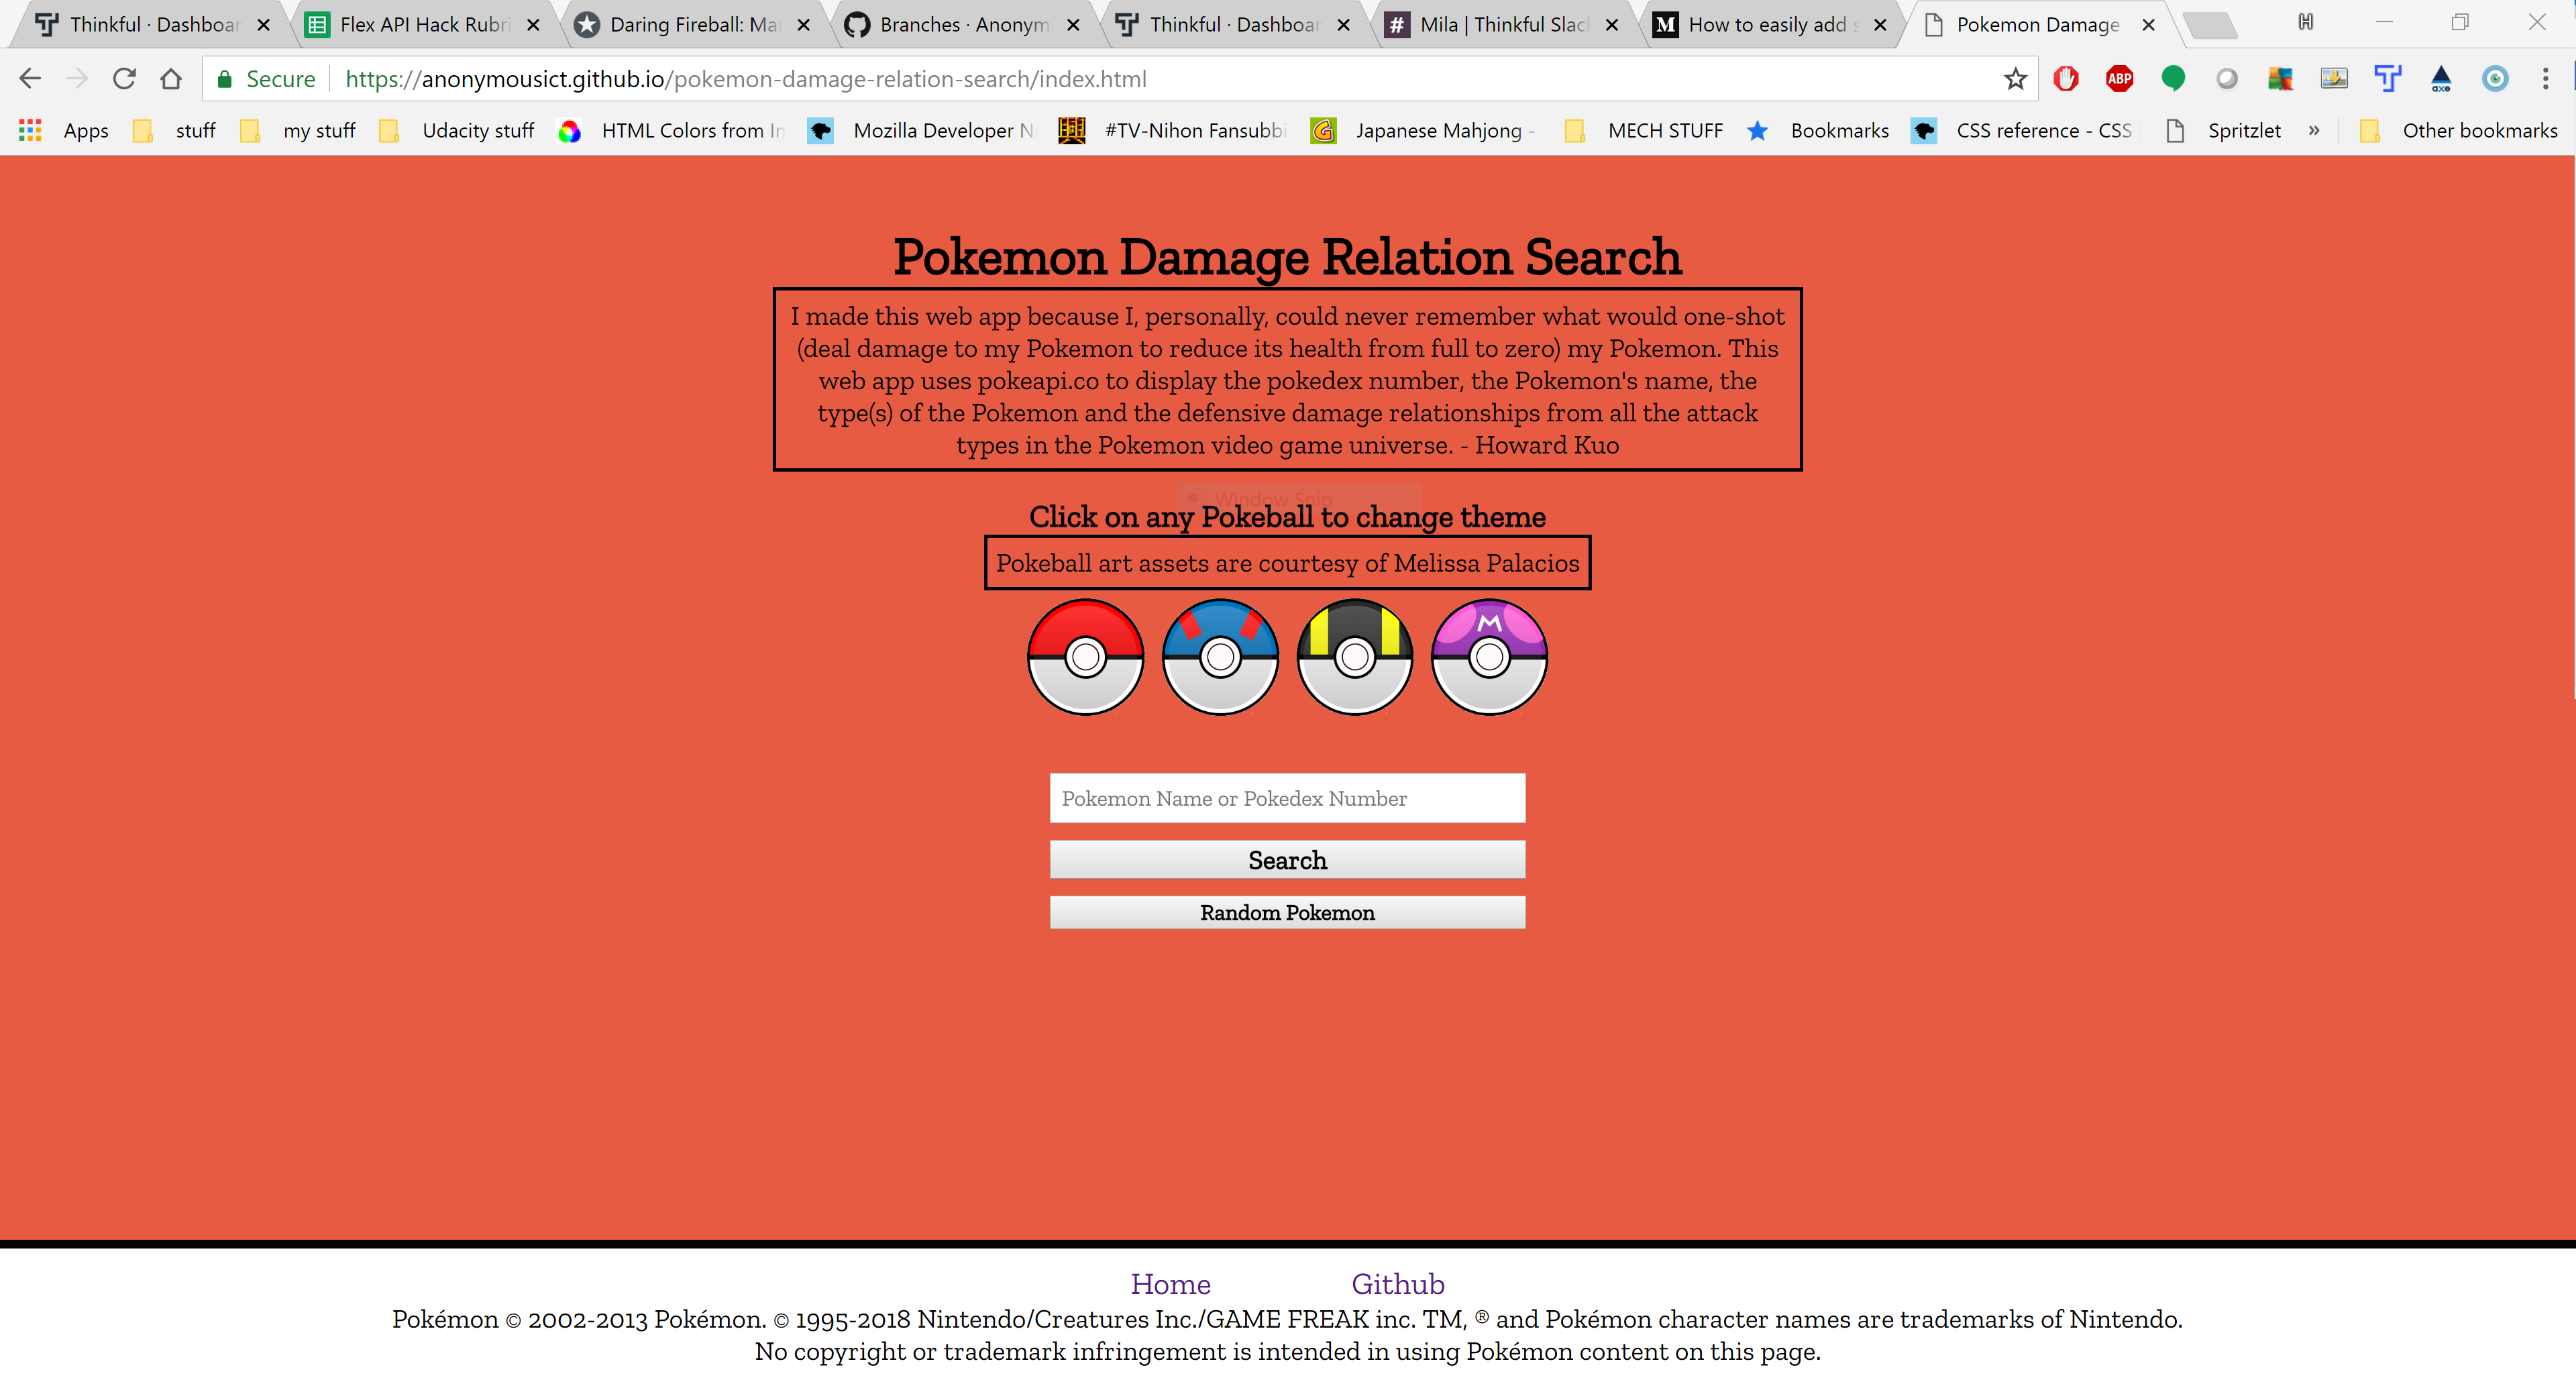 Thinkful · Dashboar
Flex API Hack Rubri
Daring Fireball: Mar
Branches · Anonym
Thinkful · Dashboar
# Mila | Thinkful Slac
M How to easily add s
Pokemon Damage
H
Secure https://anonymousict.github.io/pokemon-damage-relation-search/index.html
ABP
axe
Apps stuff my stuff Udacity stuff HTML Colors from In Mozilla Developer N #TV-Nihon Fansubbi G Japanese Mahjong - MECH STUFF Bookmarks CSS reference - CSS Spritzlet » Other bookmarks
Pokemon Damage Relation Search
I made this web app because I, personally, could never remember what would one-shot
(deal damage to my Pokemon to reduce its health from full to zero) my Pokemon. This
web app uses pokeapi.co to display the pokedex number, the Pokemon's name, the
type(s) of the Pokemon and the defensive damage relationships from all the attack
types in the Pokemon video game universe. - Howard Kuo
Window Snip
Click on any Pokeball to change theme
Pokeball art assets are courtesy of Melissa Palacios
M
Pokemon Name or Pokedex Number
Search
Random Pokemon
Home Github
Pokémon © 2002-2013 Pokémon. © 1995-2018 Nintendo/Creatures Inc./GAME FREAK inc. TM, ® and Pokémon character names are trademarks of Nintendo.
No copyright or trademark infringement is intended in using Pokémon content on this page.